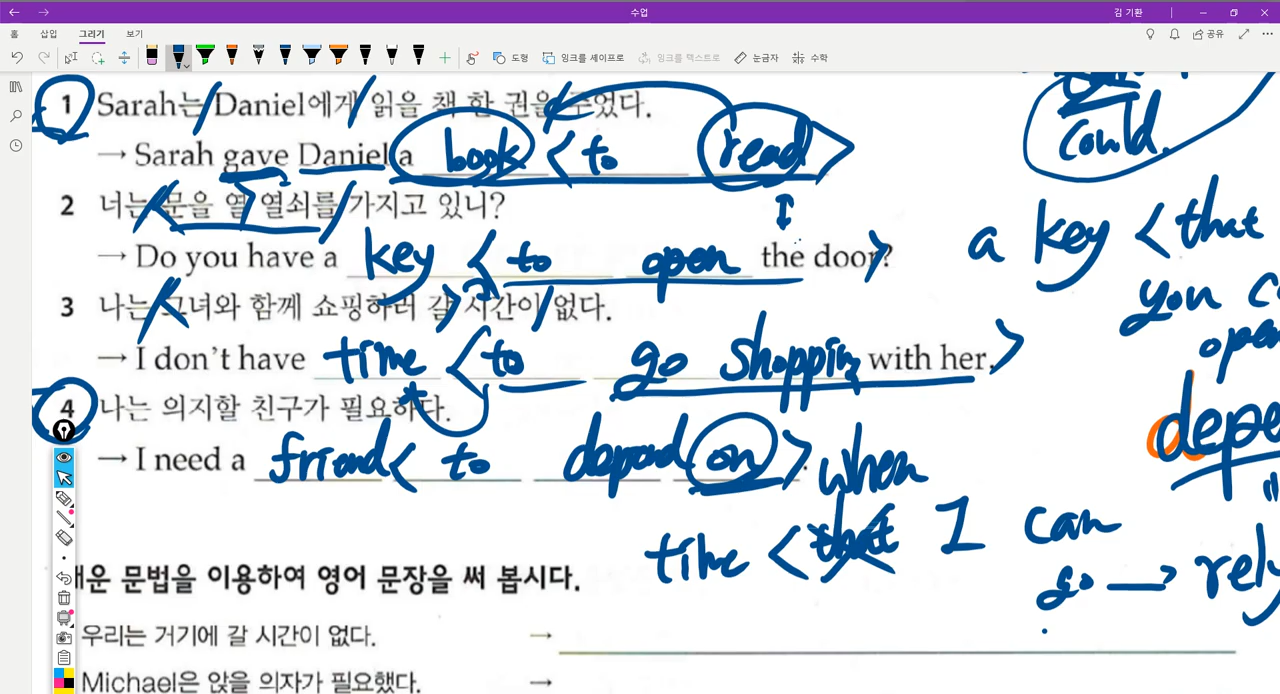 수업
김 기환
홈 삽입 그리기 보기
도형 잉크를 셰이프로 잉크를 텍스트로 눈금자 수학 공유
1 Sarah는 Daniel에게 읽을 책 한 권을 주었다.
could.
→ Sarah gave Daniel a book < to read >
2 너는 문을 열 열쇠를 가지고 있니?
→ Do you have a key < to open the door > ?
a key < that
you
open
3 나는 그녀와 함께 쇼핑하러 갈 시간이 없다.
→ I don't have time < to go shopping with her. >
4 나는 의지할 친구가 필요하다.
→ I need a friend < to depend on > .
when
time < that I can
go → rely
운 문법을 이용하여 영어 문장을 써 봅시다.
우리는 거기에 갈 시간이 없다. →
Michael은 앉을 의자가 필요했다. →